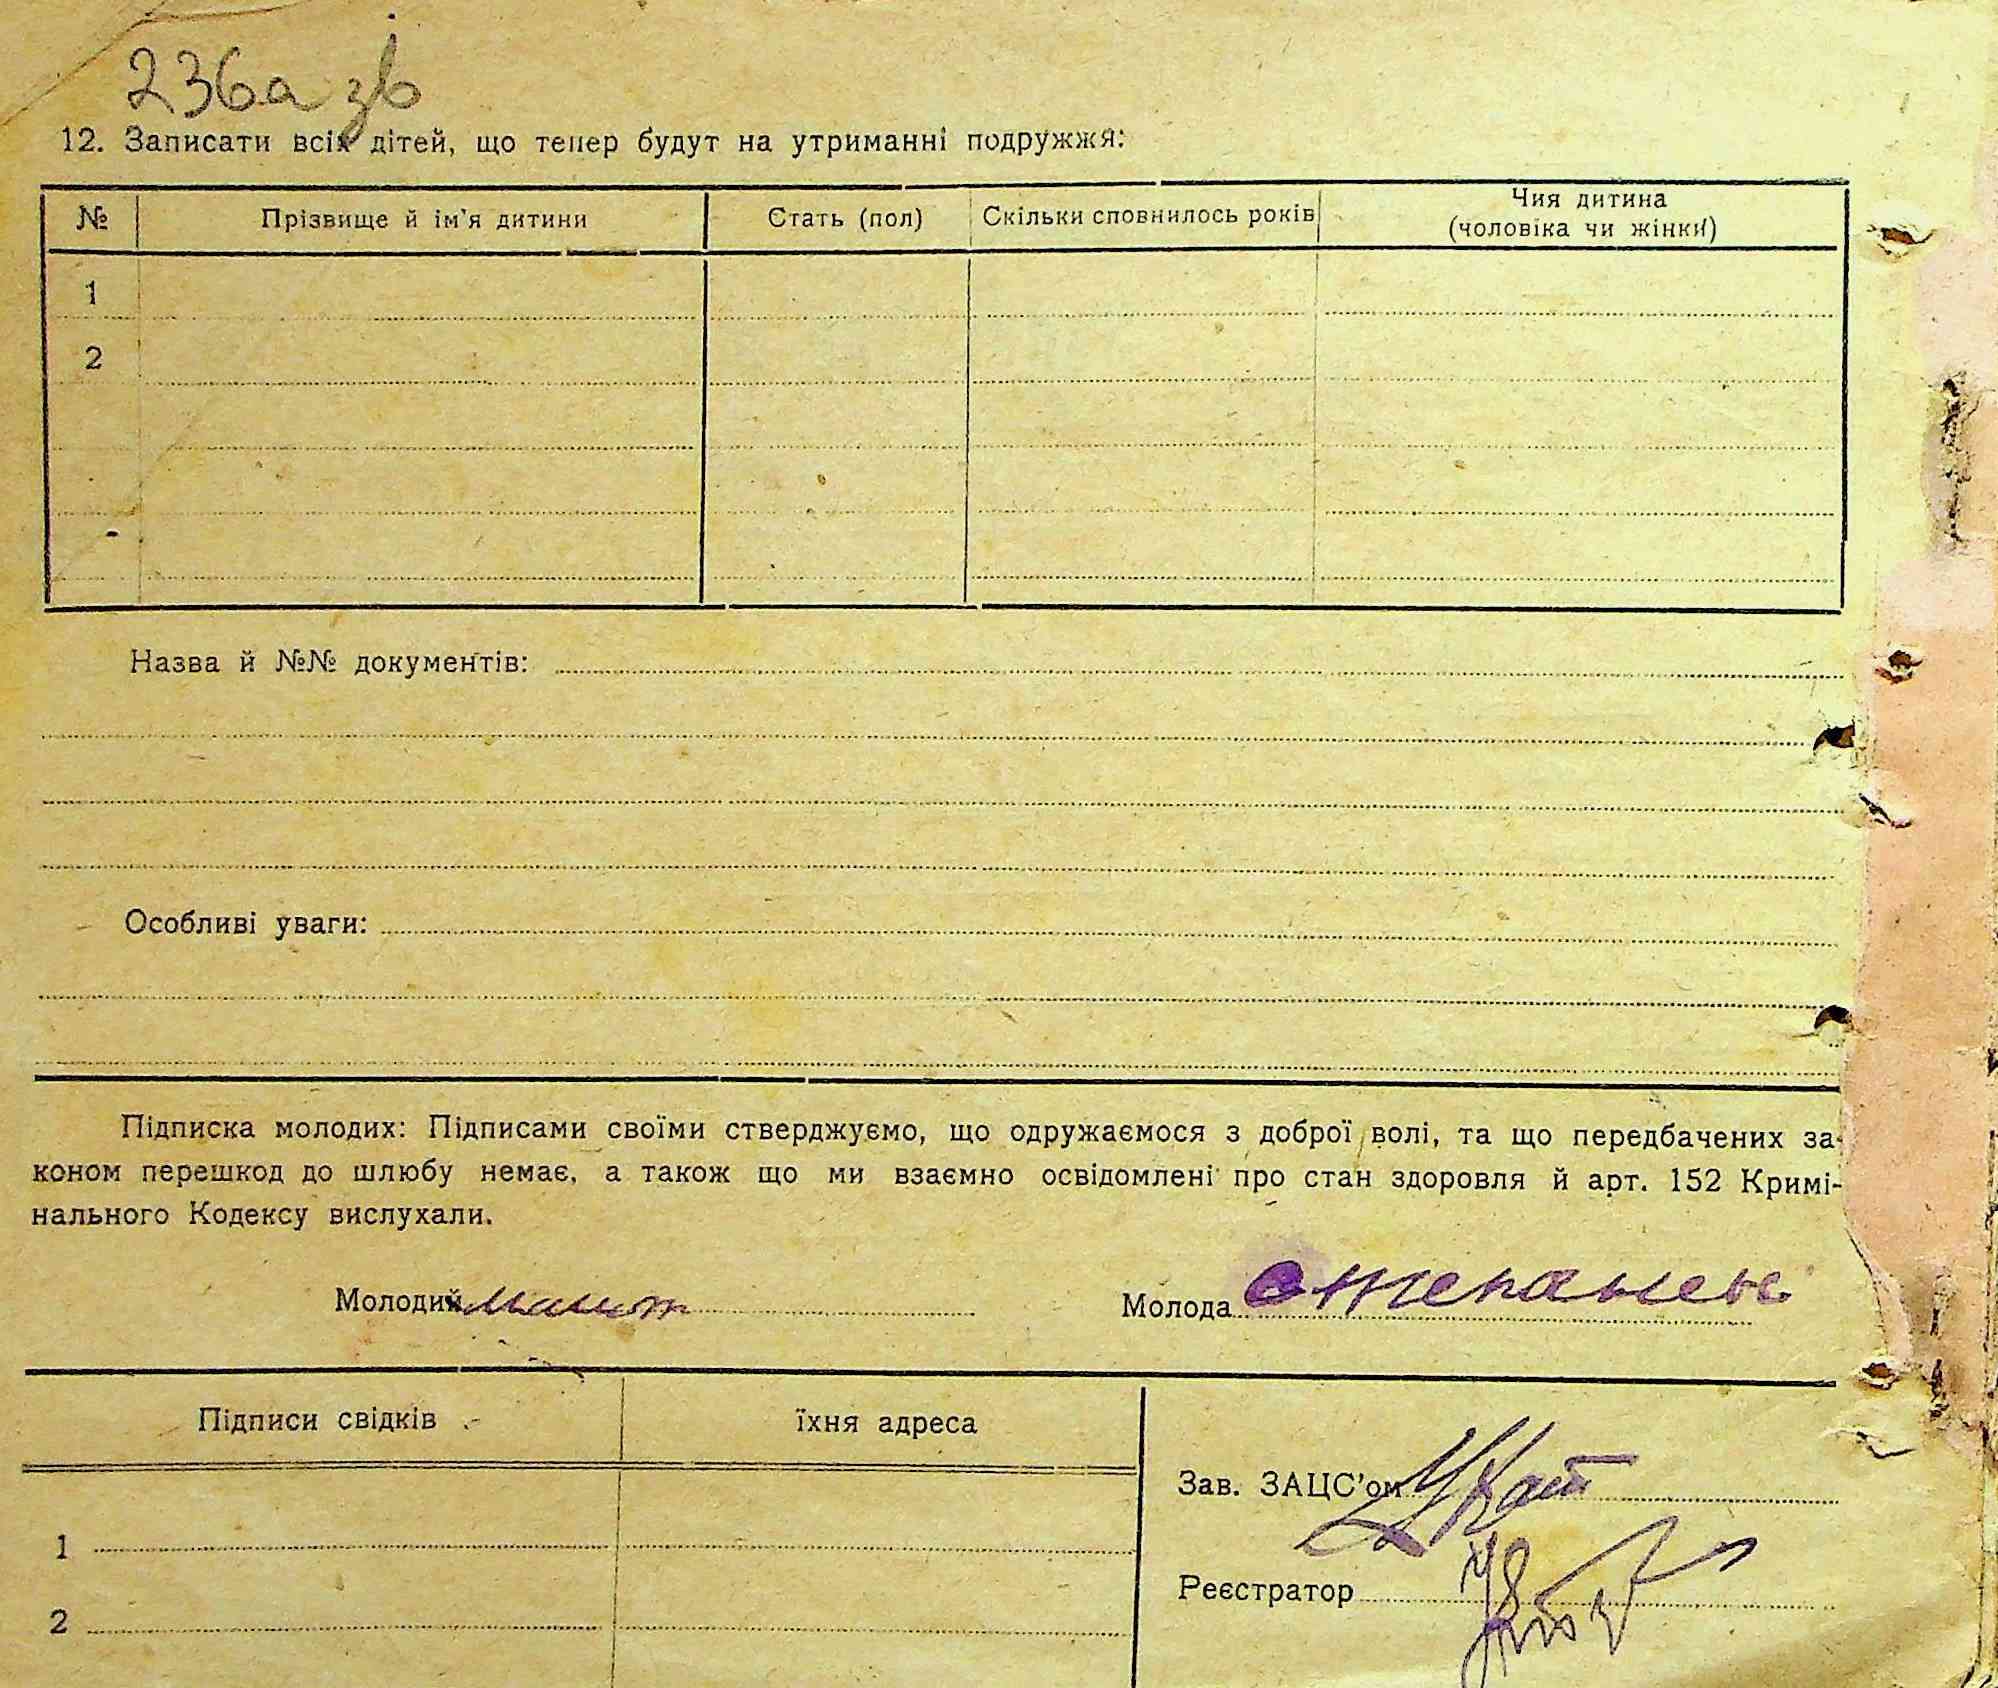 236а зв
12. Записати всіх дітей, що тепер будут на утриманні подружжя:
№ Прізвище й ім'я дитини Стать (пол) Скільки сповнилось років Чия дитина (чоловіка чи жінки)
1
2
Назва й №№ документів:
Особливі уваги:
Підписка молодих: Підписами своїми стверджуємо, що одружаємося з доброї волі, та що передбачених за-
коном перешкод до шлюбу немає, а також що ми взаємно освідомлені про стан здоровля й арт. 152 Кримі-
нального Кодексу вислухали.
Молодий Молода
Підписи свідків їхня адреса
Зав. ЗАЦС'ом
1
Реєстратор
2